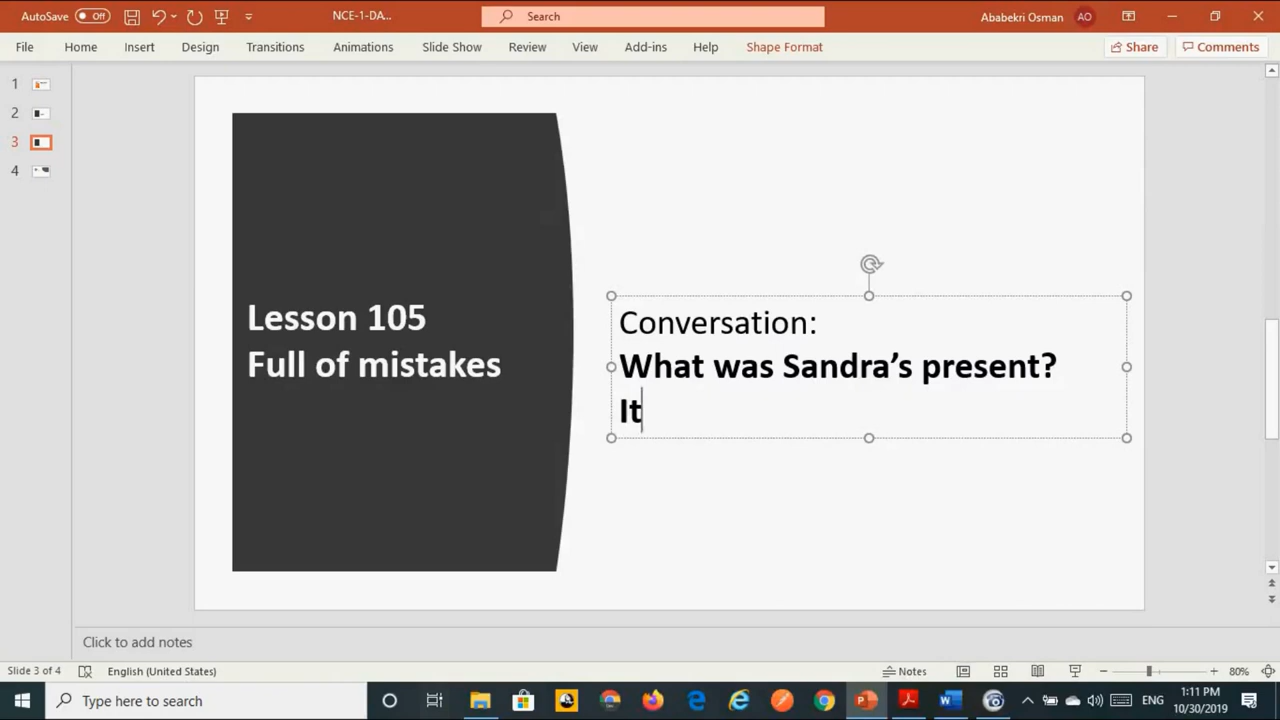 AutoSave Off
NCE-1-DA...
Search
Ababekri Osman AO
File Home Insert Design Transitions Animations Slide Show Review View Add-ins Help Shape Format Share Comments
1
2
3
4
Lesson 105
Full of mistakes
Conversation:
What was Sandra’s present?
It
Click to add notes
Slide 3 of 4 English (United States) Notes 80%
Type here to search
ENG
1:11 PM
10/30/2019